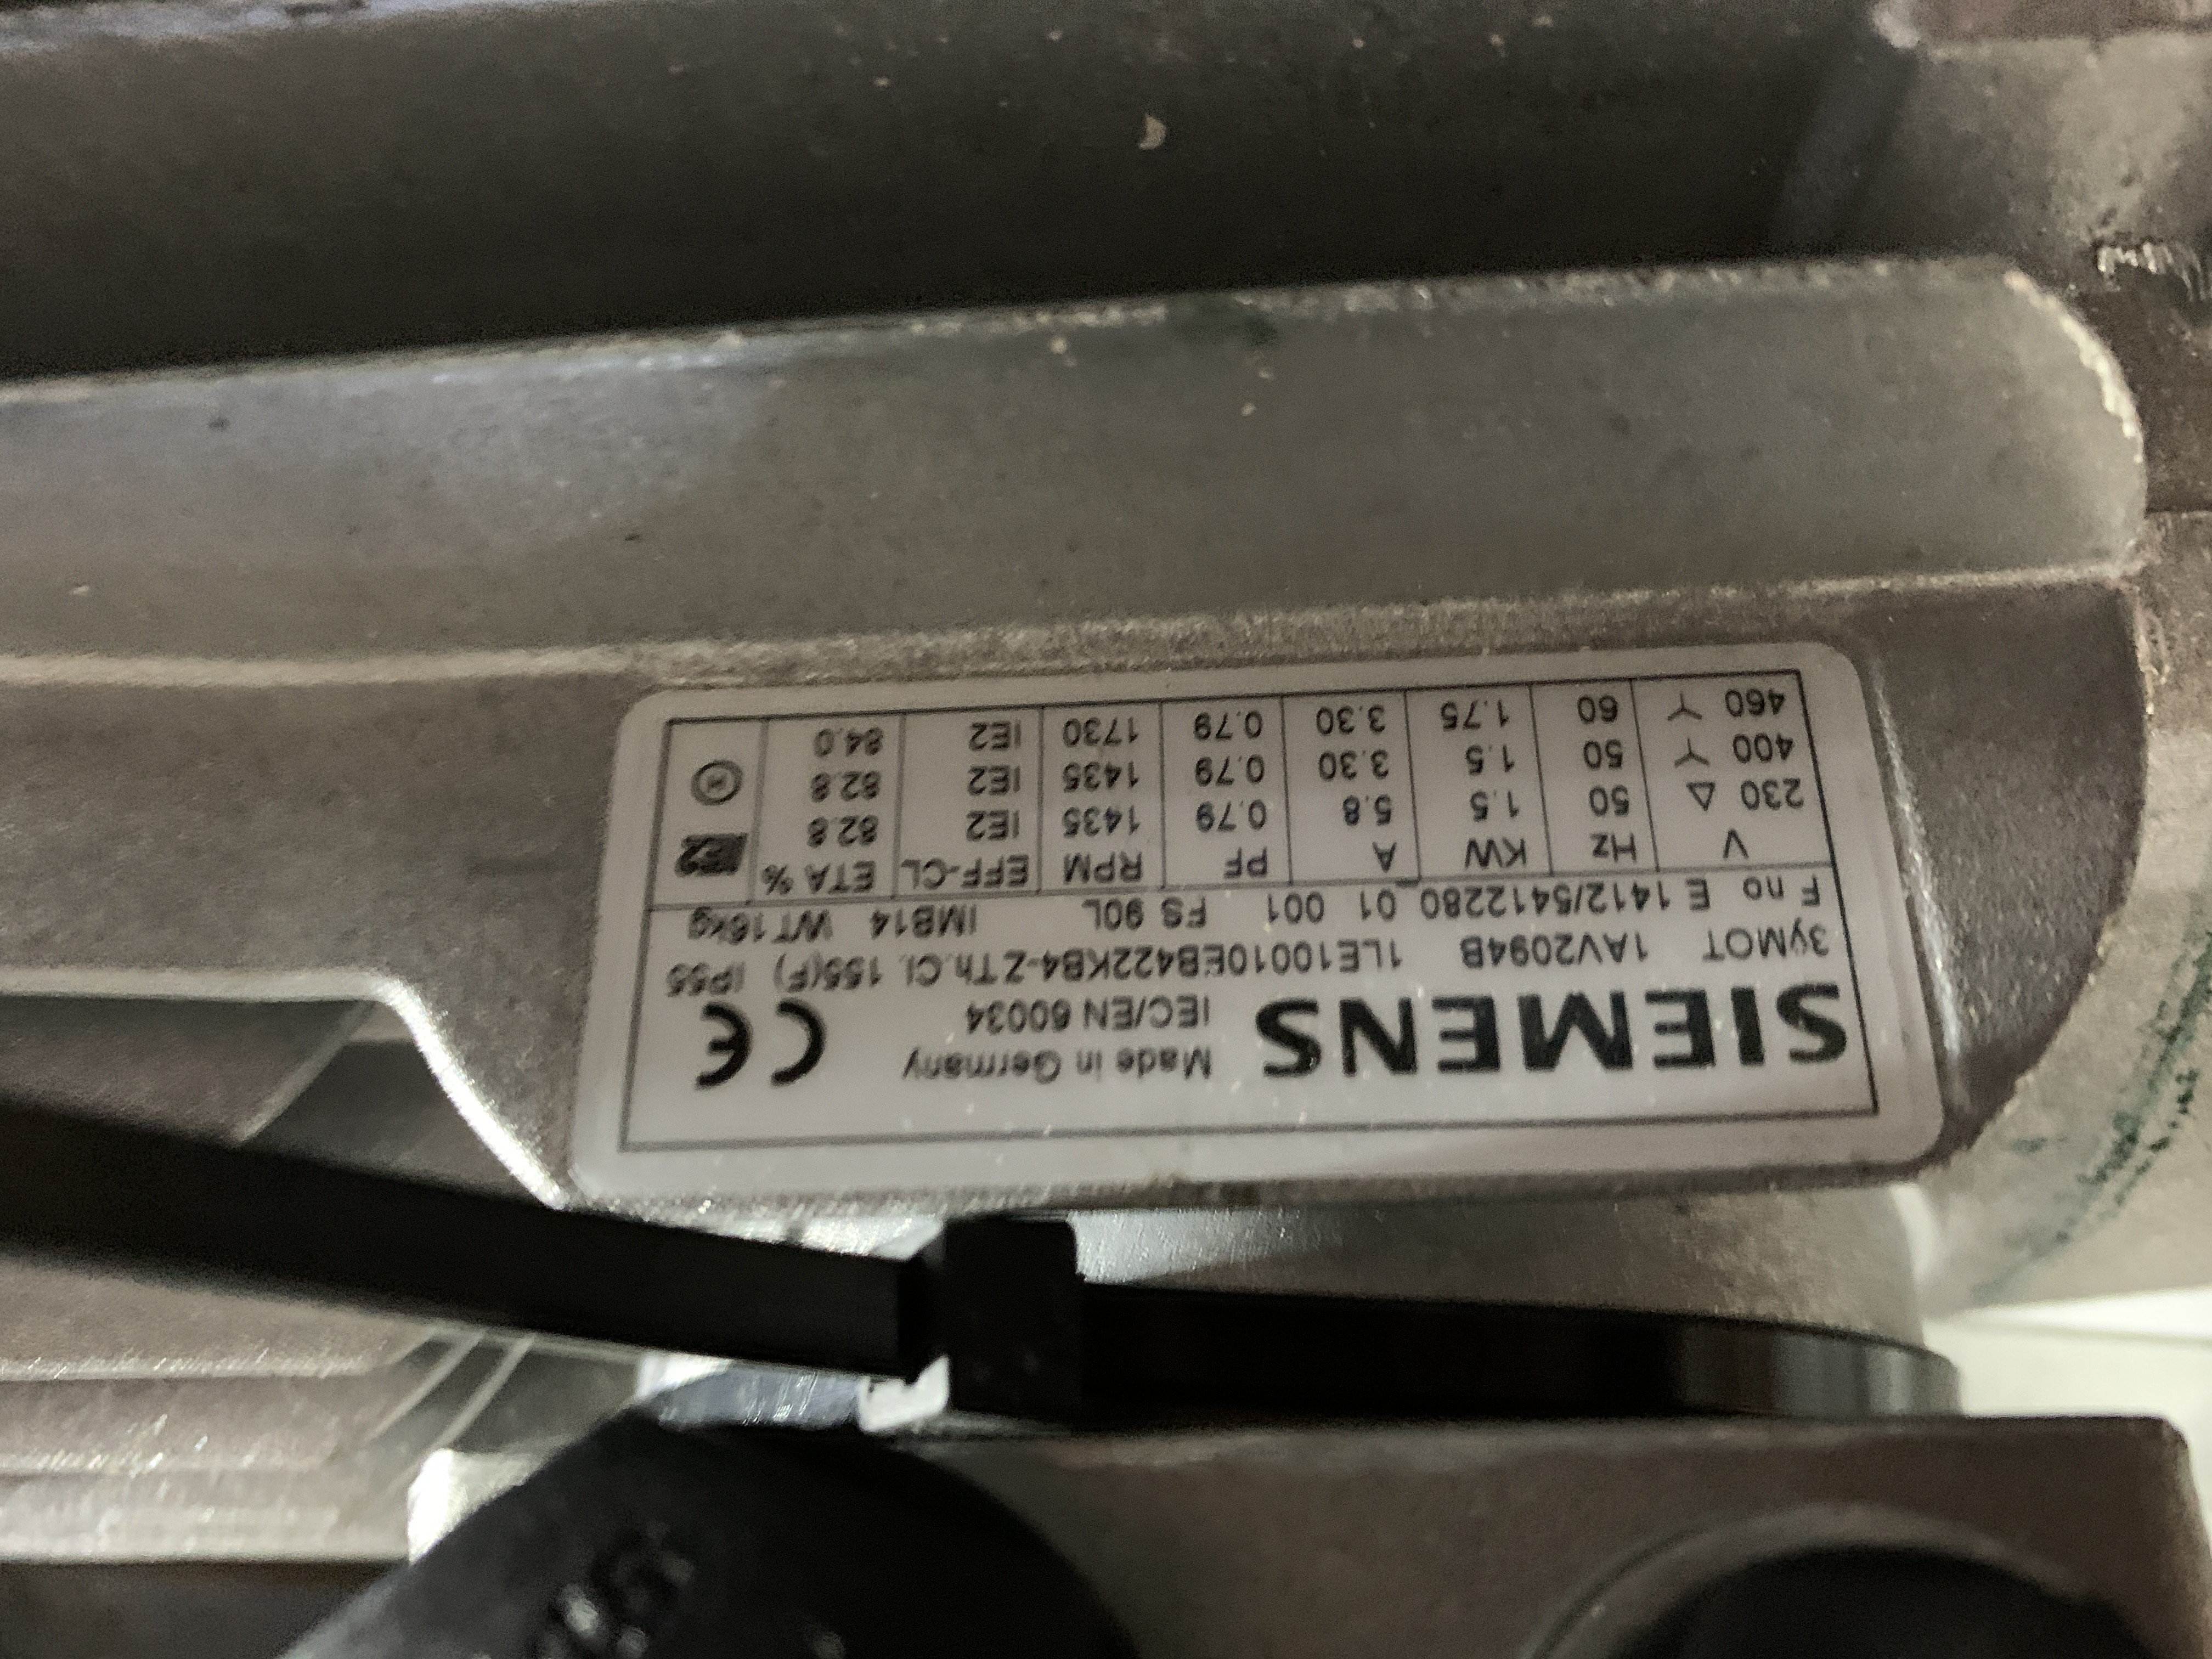 SIEMENS Made in Germany CE
IEC/EN 60034
3~MOT 1AV2094B 1LE10010EB422KB4-Z Th.Cl. 155(F) IP55
F no E 1412/5412280_01 001 FS 90L IMB14 WT 16kg
V Hz KW A PF RPM EFF-CL ETA % IE2
230 Δ 50 1.5 5.8 0.79 1435 IE2 82.8
400 Y 50 1.5 3.30 0.79 1435 IE2 82.8
460 Y 60 1.75 3.30 0.79 1730 IE2 84.0